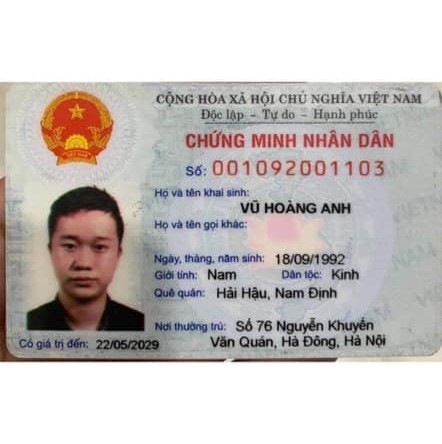 CỘNG HÒA XÃ HỘI CHỦ NGHĨA VIỆT NAM
Độc lập - Tự do - Hạnh phúc
CHỨNG MINH NHÂN DÂN
Số: 001092001103
Họ và tên khai sinh:
VŨ HOÀNG ANH
Họ và tên gọi khác:
Ngày, tháng, năm sinh: 18/09/1992
Giới tính: Nam Dân tộc: Kinh
Quê quán: Hải Hậu, Nam Định
Nơi thường trú: Số 76 Nguyễn Khuyến
Văn Quán, Hà Đông, Hà Nội
Có giá trị đến: 22/05/2029